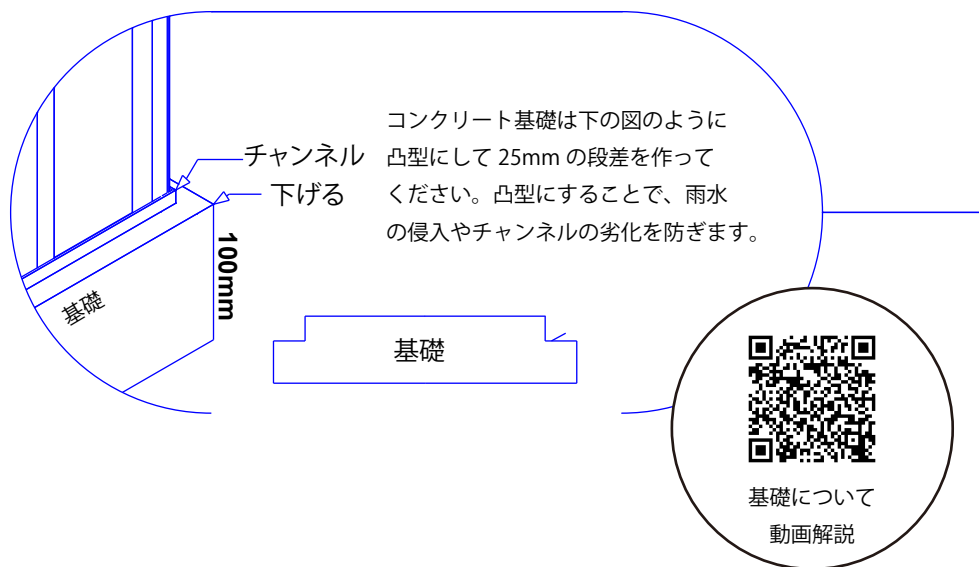 コンクリート基礎は下の図のように
凸型にして 25mm の段差を作って
ください。凸型にすることで、雨水
の侵入やチャンネルの劣化を防ぎます。
チャンネル
下げる
100mm
基礎
基礎
基礎について
動画解説